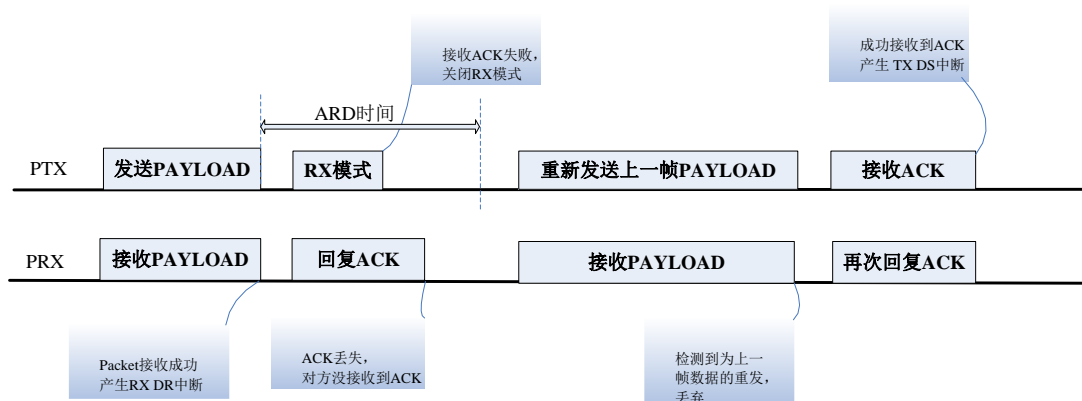 接收ACK失败，
关闭RX模式
成功接收到ACK
产生 TX DS中断
ARD时间
PTX
发送PAYLOAD
RX模式
重新发送上一帧PAYLOAD
接收ACK
PRX
接收PAYLOAD
回复ACK
接收PAYLOAD
再次回复ACK
Packet接收成功
产生RX DR中断
ACK丢失，
对方没接收到ACK
检测到为上一
帧数据的重发，
丢弃